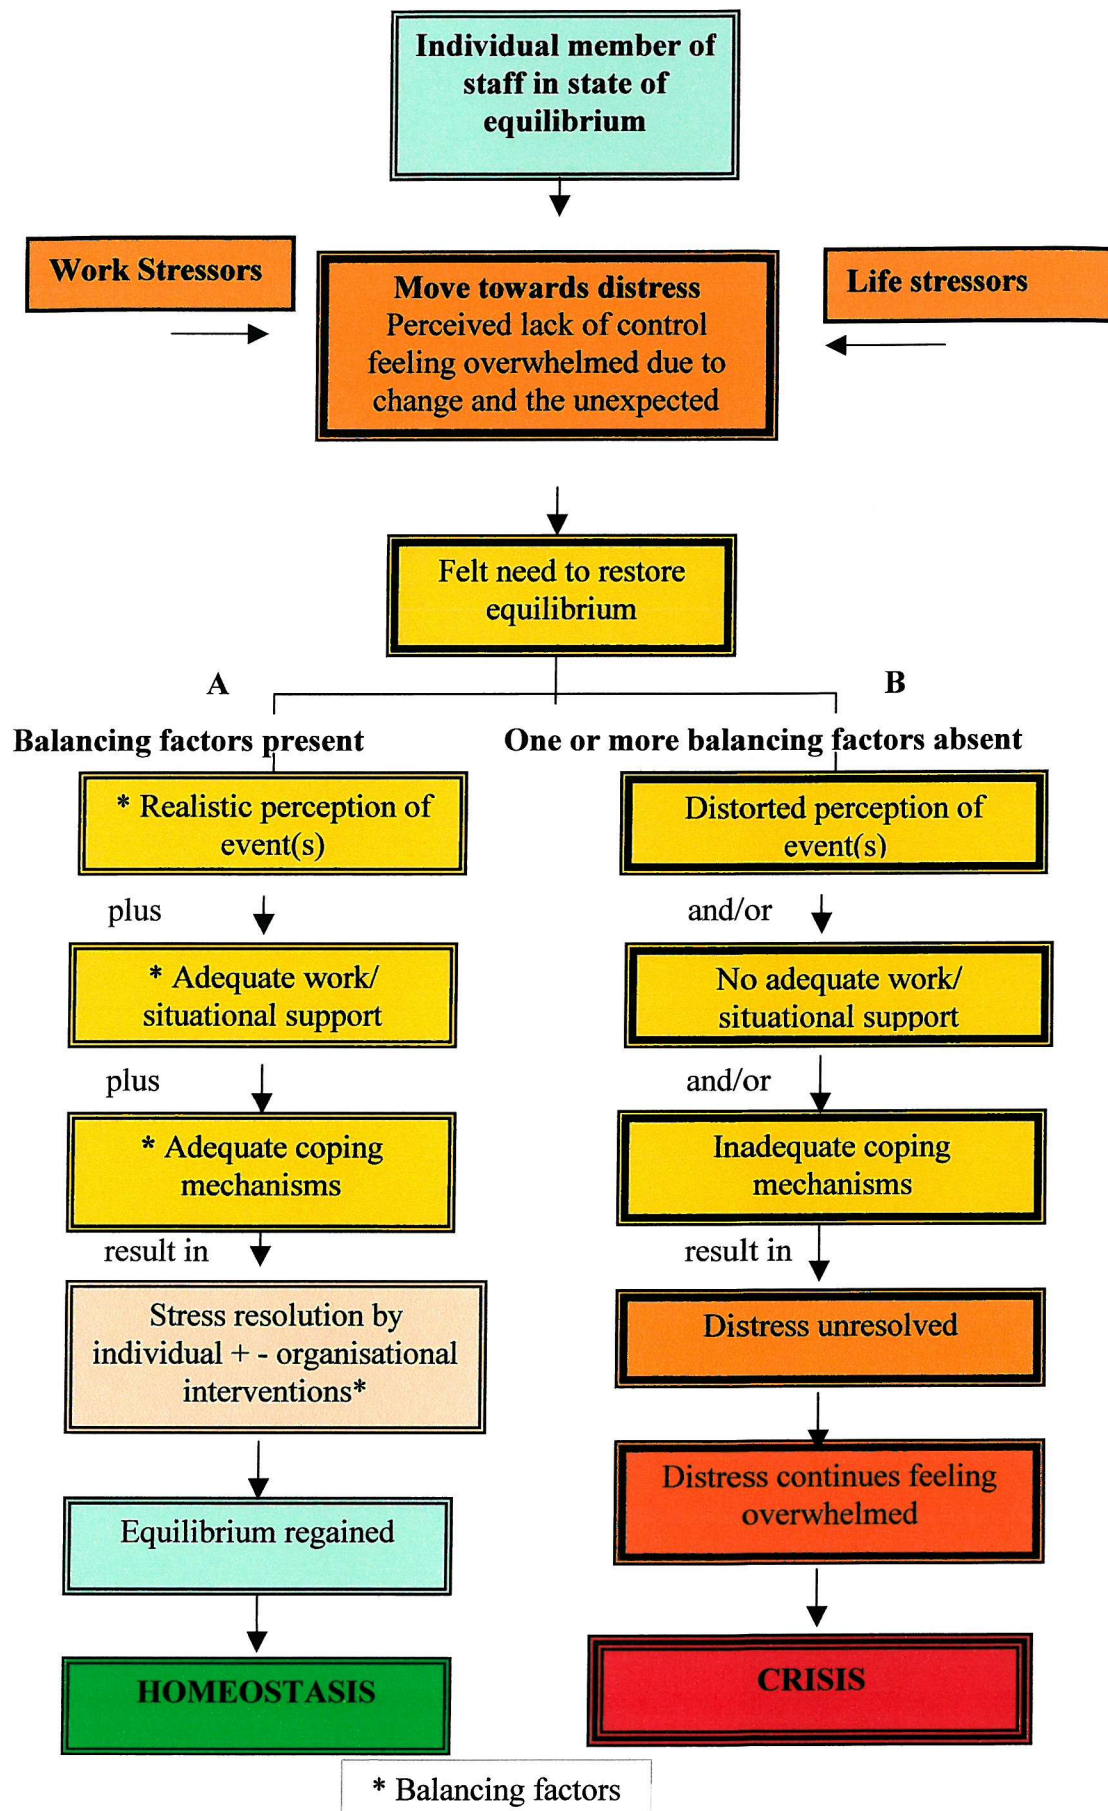 Individual member of
staff in state of
equilibrium
Work Stressors
Move towards distress
Perceived lack of control
feeling overwhelmed due to
change and the unexpected
Life stressors
Felt need to restore
equilibrium
A
B
Balancing factors present
One or more balancing factors absent
* Realistic perception of
event(s)
plus
* Adequate work/
situational support
plus
* Adequate coping
mechanisms
result in
Stress resolution by
individual + - organisational
interventions*
Equilibrium regained
HOMEOSTASIS
Distorted perception of
event(s)
and/or
No adequate work/
situational support
and/or
Inadequate coping
mechanisms
result in
Distress unresolved
Distress continues feeling
overwhelmed
CRISIS
* Balancing factors